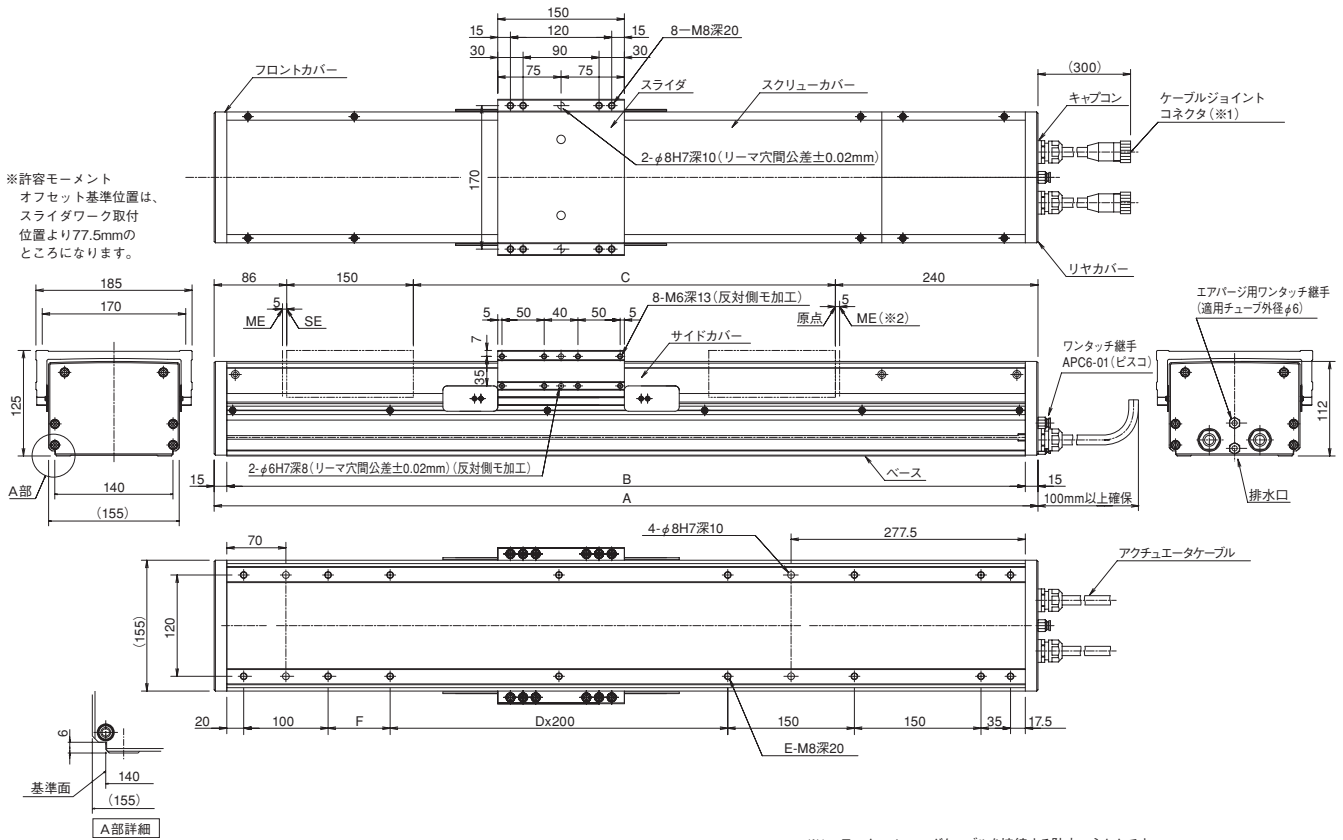 150
15
120
15
8-M8深20
30
90
30
75
75
フロントカバー
スライダ
スクリューカバー
(300)
キャプコン
ケーブルジョイント
コネクタ(※1)
2-φ8H7深10(リーマ穴間公差±0.02mm)
170
※許容モーメント
オフセット基準位置は、
スライダワーク取付
位置より77.5mmの
ところになります。
リヤカバー
185
170
125
A部
140
(155)
86
150
C
240
5
ME
SE
5
50
40
50
5
7
35
8-M6深13(反対側モ加工)
サイドカバー
原点
5
ME(※2)
エアパージ用ワンタッチ継手
(適用チューブ外径φ6)
ワンタッチ継手
APC6-01(ピスコ)
112
排水口
2-φ6H7深8(リーマ穴間公差±0.02mm)(反対側モ加工)
ベース
15
B
15
A
100mm以上確保
4-φ8H7深10
277.5
70
アクチュエータケーブル
(155)
120
20
100
F
Dx200
150
150
35
17.5
E-M8深20
6
基準面
140
(155)
A部詳細